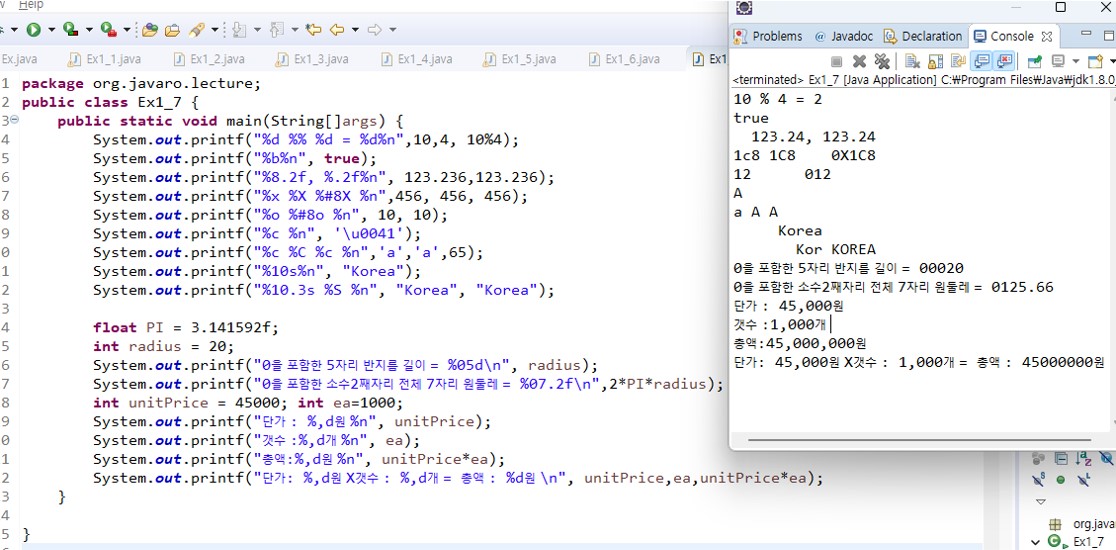 w Help
Ex.java Ex1_1.java Ex1_2.java Ex1_3.java Ex1_4.java Ex1_5.java Ex1_6.java Ex1
1 package org.javaro.lecture;
2 public class Ex1_7 {
3 public static void main(String[]args) {
4 System.out.printf("%d %% %d = %d%n",10,4, 10%4);
5 System.out.printf("%b%n", true);
6 System.out.printf("%8.2f, %.2f%n", 123.236,123.236);
7 System.out.printf("%x %X %#8X %n",456, 456, 456);
8 System.out.printf("%o %#8o %n", 10, 10);
9 System.out.printf("%c %n", '\u0041');
0 System.out.printf("%c %C %c %n",'a','a',65);
1 System.out.printf("%10s%n", "Korea");
2 System.out.printf("%10.3s %S %n", "Korea", "Korea");
3
4 float PI = 3.141592f;
5 int radius = 20;
6 System.out.printf("0을 포함한 5자리 반지름 길이 = %05d\n", radius);
7 System.out.printf("0을 포함한 소수2째자리 전체 7자리 원둘레 = %07.2f\n",2*PI*radius);
8 int unitPrice = 45000; int ea=1000;
9 System.out.printf("단가 : %,d원 %n", unitPrice);
0 System.out.printf("갯수 :%,d개 %n", ea);
1 System.out.printf("총액:%,d원 %n", unitPrice*ea);
2 System.out.printf("단가: %,d원 X갯수 : %,d개 = 총액 : %d원 \n", unitPrice,ea,unitPrice*ea);
3 }
4
5 }
Problems @ Javadoc Declaration Console
<terminated> Ex1_7 [Java Application] C:￦Program Files￦Java￦jdk1.8.0_
10 % 4 = 2
true
123.24, 123.24
1c8 1C8 0X1C8
12 012
A
a A A
Korea
Kor KOREA
0을 포함한 5자리 반지름 길이 = 00020
0을 포함한 소수2째자리 전체 7자리 원둘레 = 0125.66
단가 : 45,000원
갯수 :1,000개
총액:45,000,000원
단가: 45,000원 X갯수 : 1,000개 = 총액 : 45000000원
org.javar
Ex1_7